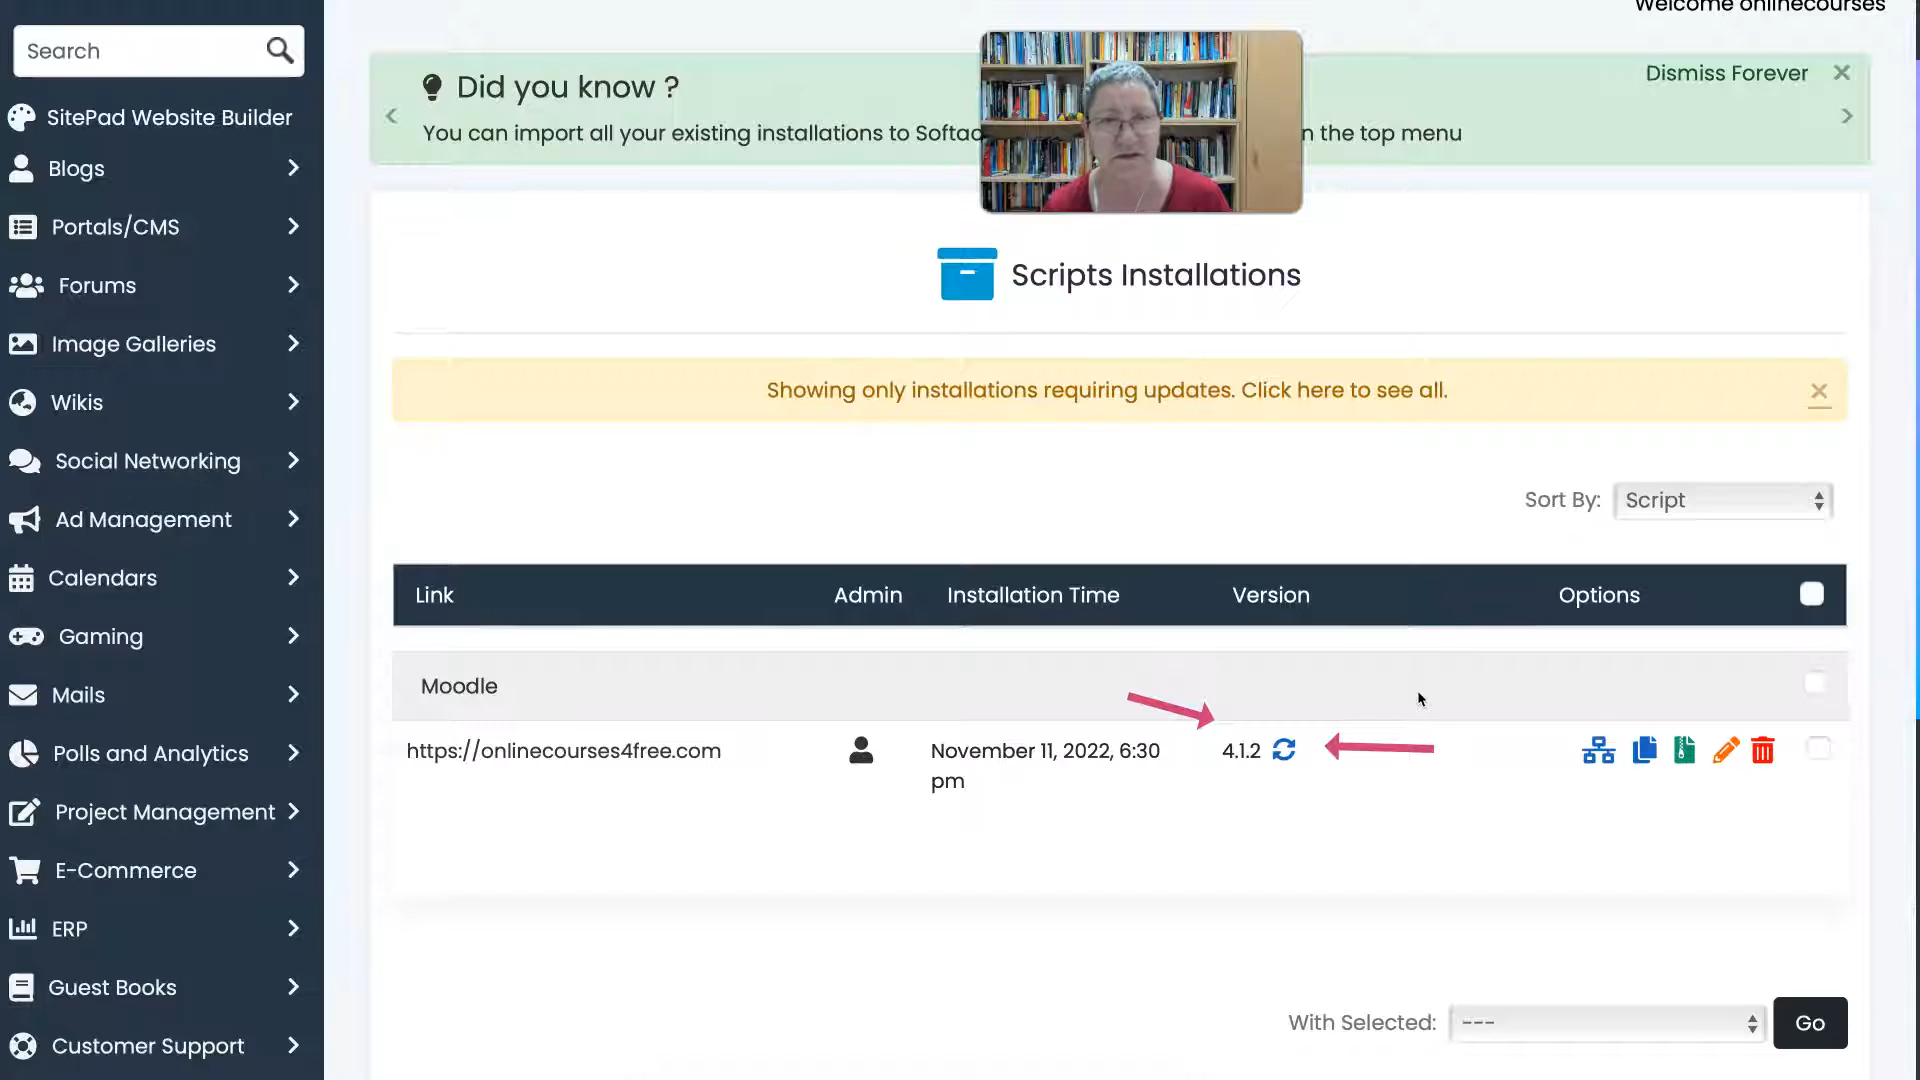 Welcome onlinecourses
Search
SitePad Website Builder
Blogs
Portals/CMS
Forums
Image Galleries
Wikis
Social Networking
Ad Management
Calendars
Gaming
Mails
Polls and Analytics
Project Management
E-Commerce
ERP
Guest Books
Customer Support
Did you know ?
Dismiss Forever
You can import all your existing installations to Softac
n the top menu
Scripts Installations
Showing only installations requiring updates. Click here to see all.
Sort By: Script
Link Admin Installation Time Version Options
Moodle
https://onlinecourses4free.com November 11, 2022, 6:30 4.1.2
pm
With Selected: --- Go